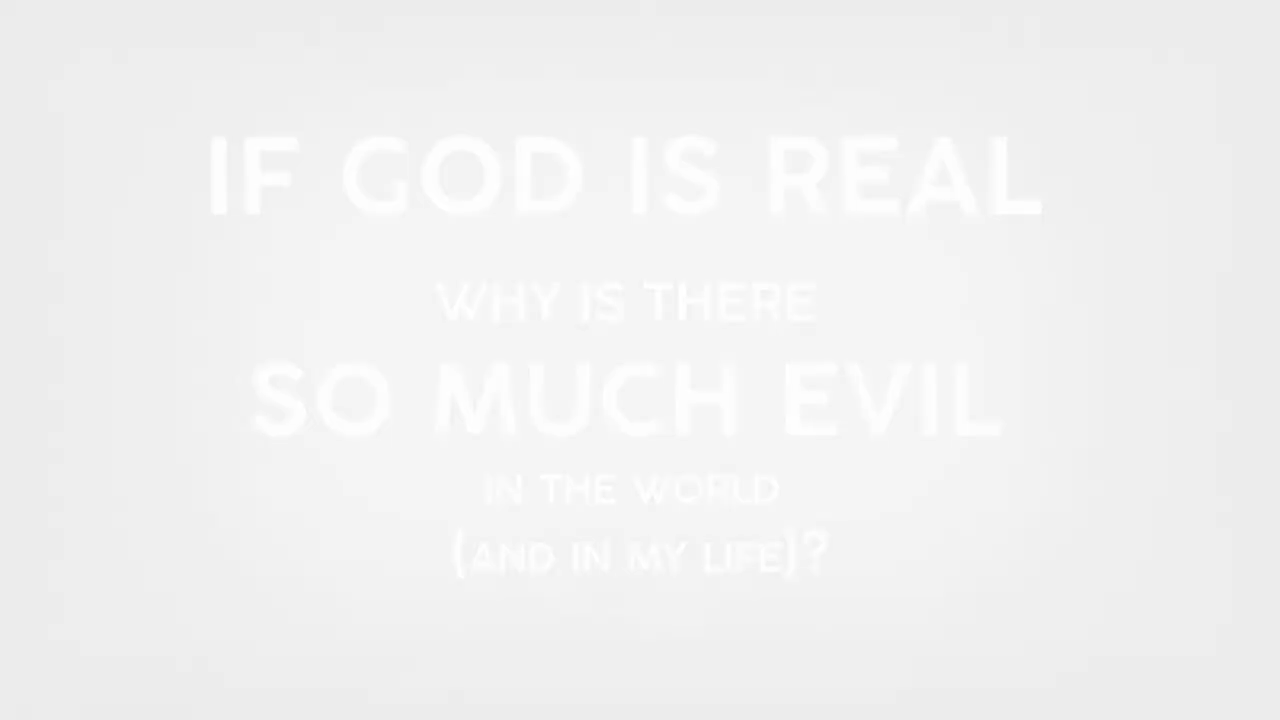 IF GOD IS REAL
WHY IS THERE
SO MUCH EVIL
IN THE WORLD
(AND IN MY LIFE)?